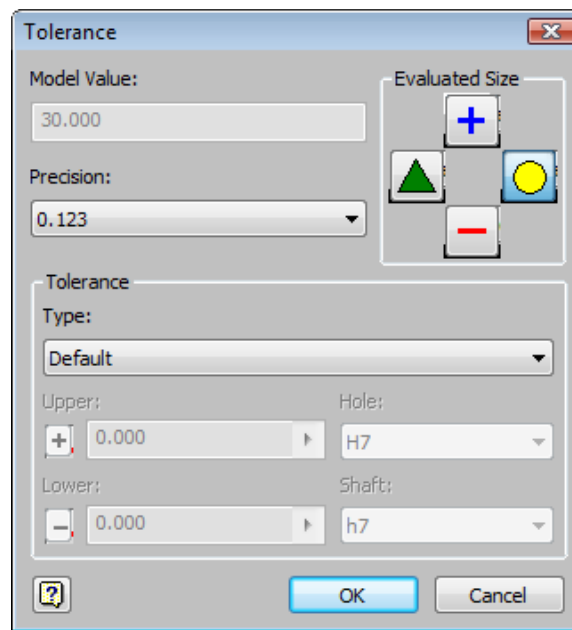 Tolerance
Model Value:
30.000
Evaluated Size
Precision:
0.123
Tolerance
Type:
Default
Upper:
Hole:
0.000
H7
Lower:
Shaft:
0.000
h7
OK
Cancel